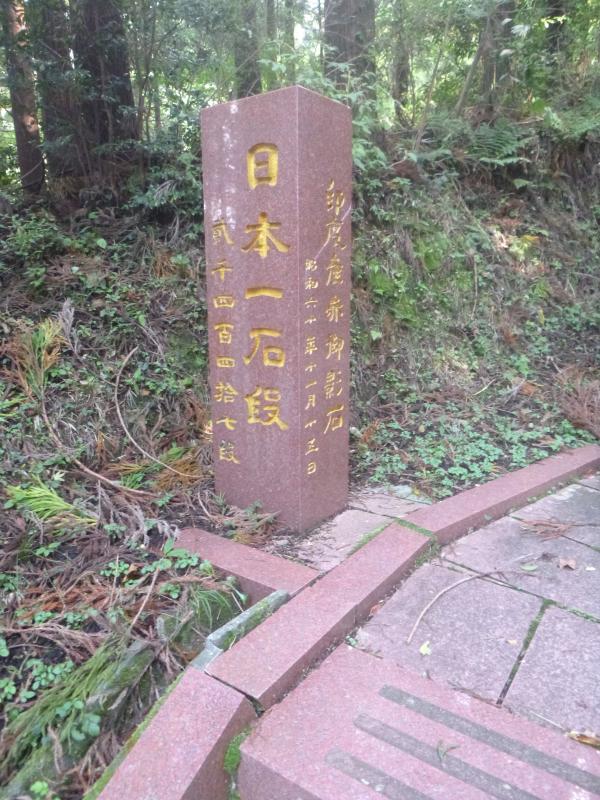 日本一石段
貳千四百四拾七段
印度産赤御影石
昭和六十年十一月十五日